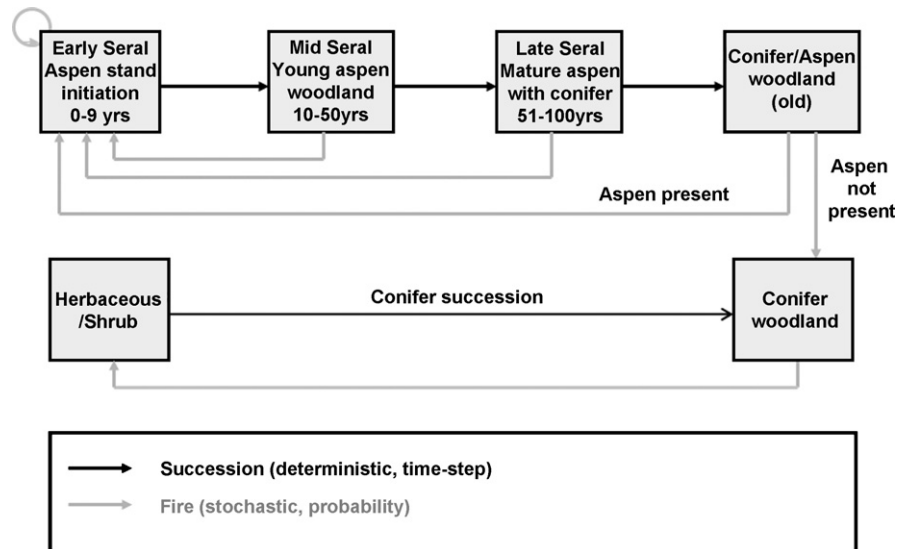 Early Seral
Aspen stand
initiation
0-9 yrs
Mid Seral
Young aspen
woodland
10-50yrs
Late Seral
Mature aspen
with conifer
51-100yrs
Conifer/Aspen
woodland
(old)
Aspen present
Aspen
not
present
Herbaceous
/Shrub
Conifer succession
Conifer
woodland
Succession (deterministic, time-step)
Fire (stochastic, probability)